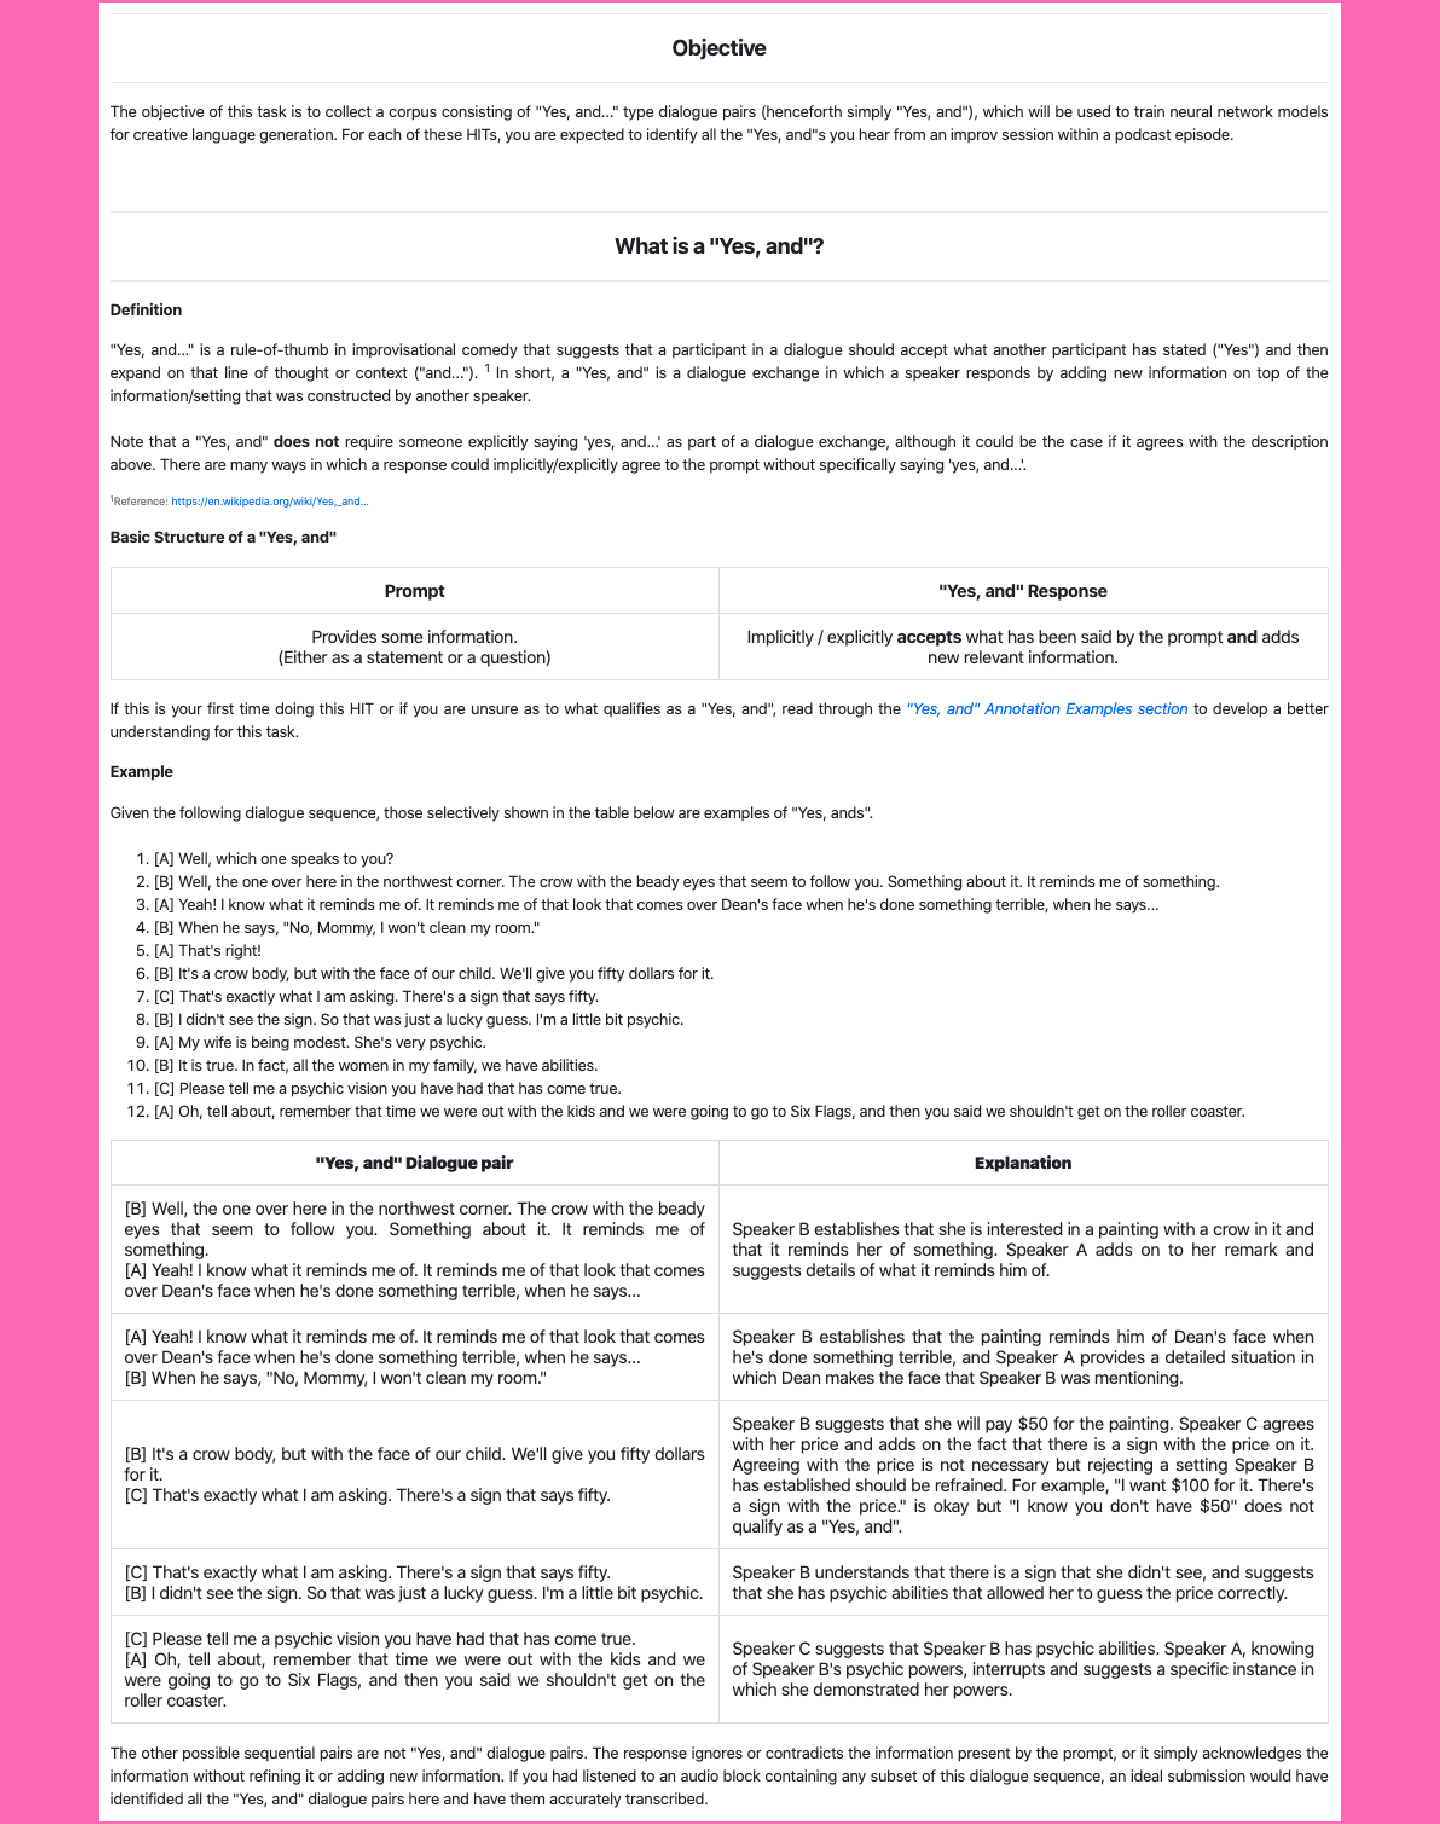 Objective
The objective of this task is to collect a corpus consisting of "Yes, and..." type dialogue pairs (henceforth simply "Yes, and"), which will be used to train neural network models
for creative language generation. For each of these HITs, you are expected to identify all the "Yes, and"s you hear from an improv session within a podcast episode.
What is a "Yes, and"?
Definition
"Yes, and..." is a rule-of-thumb in improvisational comedy that suggests that a participant in a dialogue should accept what another participant has stated ("Yes") and then
expand on that line of thought or context ("and..."). 1 In short, a "Yes, and" is a dialogue exchange in which a speaker responds by adding new information on top of the
information/setting that was constructed by another speaker.
Note that a "Yes, and" does not require someone explicitly saying 'yes, and...' as part of a dialogue exchange, although it could be the case if it agrees with the description
above. There are many ways in which a response could implicitly/explicitly agree to the prompt without specifically saying 'yes, and...'.
1Reference: https://en.wikipedia.org/wiki/Yes,_and...
Basic Structure of a "Yes, and"
Prompt
"Yes, and" Response
Provides some information.
(Either as a statement or a question)
Implicitly / explicitly accepts what has been said by the prompt and adds
new relevant information.
If this is your first time doing this HIT or if you are unsure as to what qualifies as a "Yes, and", read through the "Yes, and" Annotation Examples section to develop a better
understanding for this task.
Example
Given the following dialogue sequence, those selectively shown in the table below are examples of "Yes, ands".
1. [A] Well, which one speaks to you?
2. [B] Well, the one over here in the northwest corner. The crow with the beady eyes that seem to follow you. Something about it. It reminds me of something.
3. [A] Yeah! I know what it reminds me of. It reminds me of that look that comes over Dean's face when he's done something terrible, when he says...
4. [B] When he says, "No, Mommy, I won't clean my room."
5. [A] That's right!
6. [B] It's a crow body, but with the face of our child. We'll give you fifty dollars for it.
7. [C] That's exactly what I am asking. There's a sign that says fifty.
8. [B] I didn't see the sign. So that was just a lucky guess. I'm a little bit psychic.
9. [A] My wife is being modest. She's very psychic.
10. [B] It is true. In fact, all the women in my family, we have abilities.
11. [C] Please tell me a psychic vision you have had that has come true.
12. [A] Oh, tell about, remember that time we were out with the kids and we were going to go to Six Flags, and then you said we shouldn't get on the roller coaster.
"Yes, and" Dialogue pair
Explanation
[B] Well, the one over here in the northwest corner. The crow with the beady
eyes that seem to follow you. Something about it. It reminds me of
something.
[A] Yeah! I know what it reminds me of. It reminds me of that look that comes
over Dean's face when he's done something terrible, when he says...
Speaker B establishes that she is interested in a painting with a crow in it and
that it reminds her of something. Speaker A adds on to her remark and
suggests details of what it reminds him of.
[A] Yeah! I know what it reminds me of. It reminds me of that look that comes
over Dean's face when he's done something terrible, when he says...
[B] When he says, "No, Mommy, I won't clean my room."
Speaker B establishes that the painting reminds him of Dean's face when
he's done something terrible, and Speaker A provides a detailed situation in
which Dean makes the face that Speaker B was mentioning.
[B] It's a crow body, but with the face of our child. We'll give you fifty dollars
for it.
[C] That's exactly what I am asking. There's a sign that says fifty.
Speaker B suggests that she will pay $50 for the painting. Speaker C agrees
with her price and adds on the fact that there is a sign with the price on it.
Agreeing with the price is not necessary but rejecting a setting Speaker B
has established should be refrained. For example, "I want $100 for it. There's
a sign with the price." is okay but "I know you don't have $50" does not
qualify as a "Yes, and".
[C] That's exactly what I am asking. There's a sign that says fifty.
[B] I didn't see the sign. So that was just a lucky guess. I'm a little bit psychic.
Speaker B understands that there is a sign that she didn't see, and suggests
that she has psychic abilities that allowed her to guess the price correctly.
[C] Please tell me a psychic vision you have had that has come true.
[A] Oh, tell about, remember that time we were out with the kids and we
were going to go to Six Flags, and then you said we shouldn't get on the
roller coaster.
Speaker C suggests that Speaker B has psychic abilities. Speaker A, knowing
of Speaker B's psychic powers, interrupts and suggests a specific instance in
which she demonstrated her powers.
The other possible sequential pairs are not "Yes, and" dialogue pairs. The response ignores or contradicts the information present by the prompt, or it simply acknowledges the
information without refining it or adding new information. If you had listened to an audio block containing any subset of this dialogue sequence, an ideal submission would have
identifided all the "Yes, and" dialogue pairs here and have them accurately transcribed.